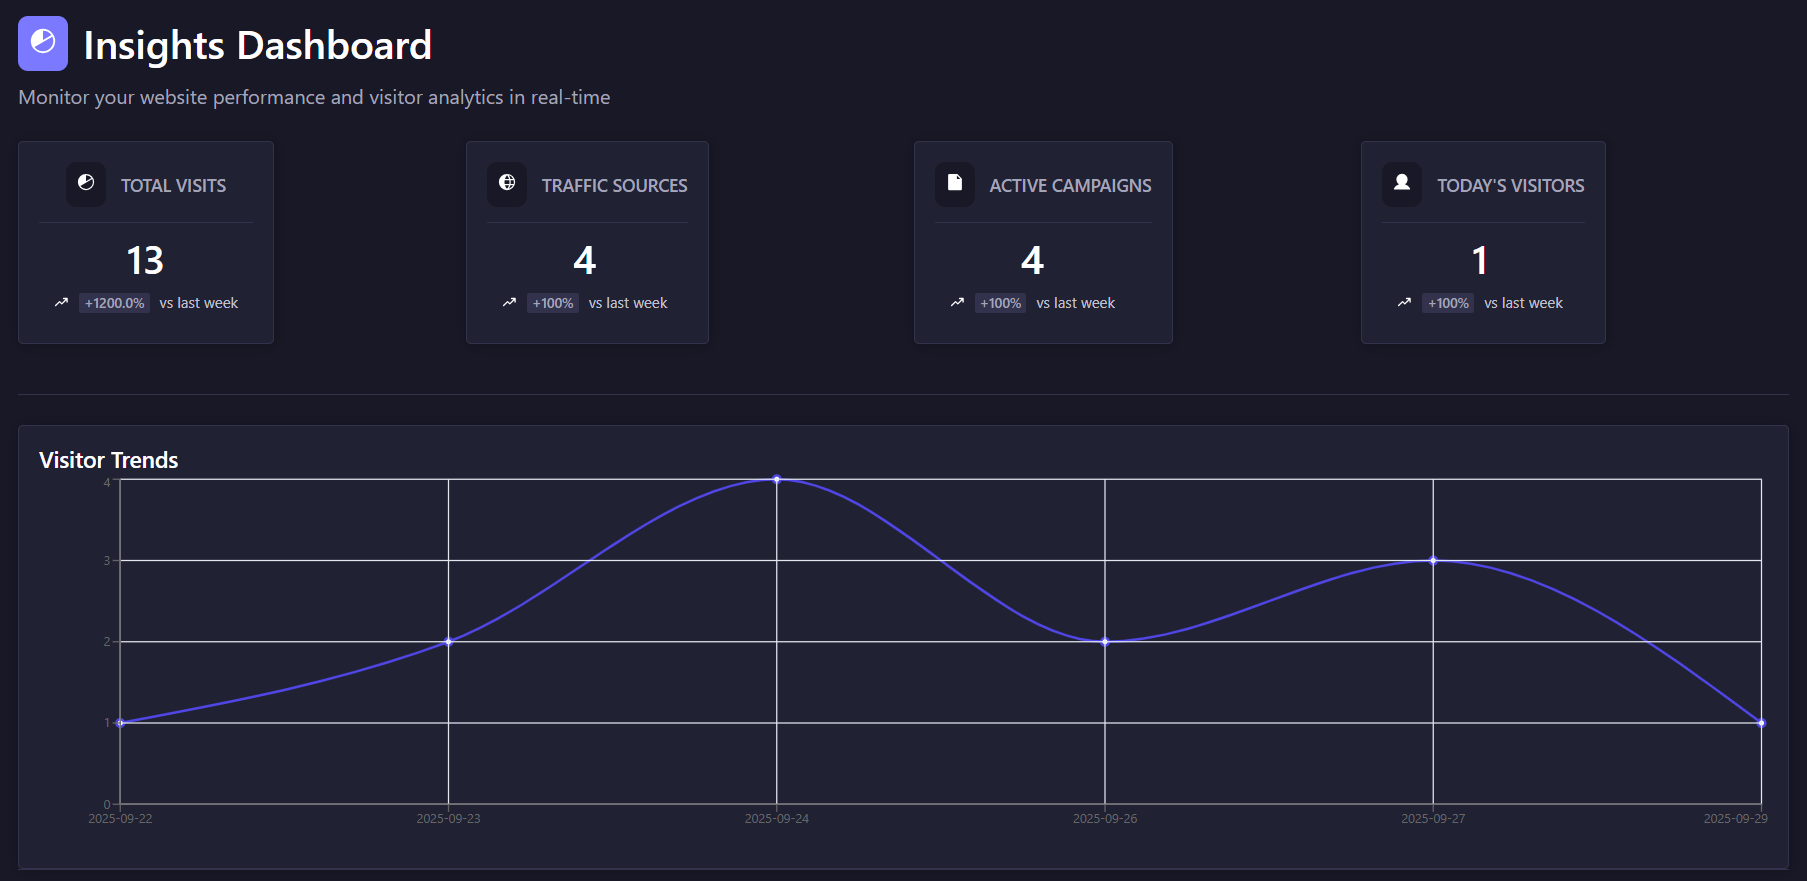 Insights Dashboard
Monitor your website performance and visitor analytics in real-time
TOTAL VISITS
13
+1200.0% vs last week
TRAFFIC SOURCES
4
+100% vs last week
ACTIVE CAMPAIGNS
4
+100% vs last week
TODAY'S VISITORS
1
+100% vs last week
Visitor Trends
4
3
2
1
0
2025-09-22 2025-09-23 2025-09-24 2025-09-26 2025-09-27 2025-09-29